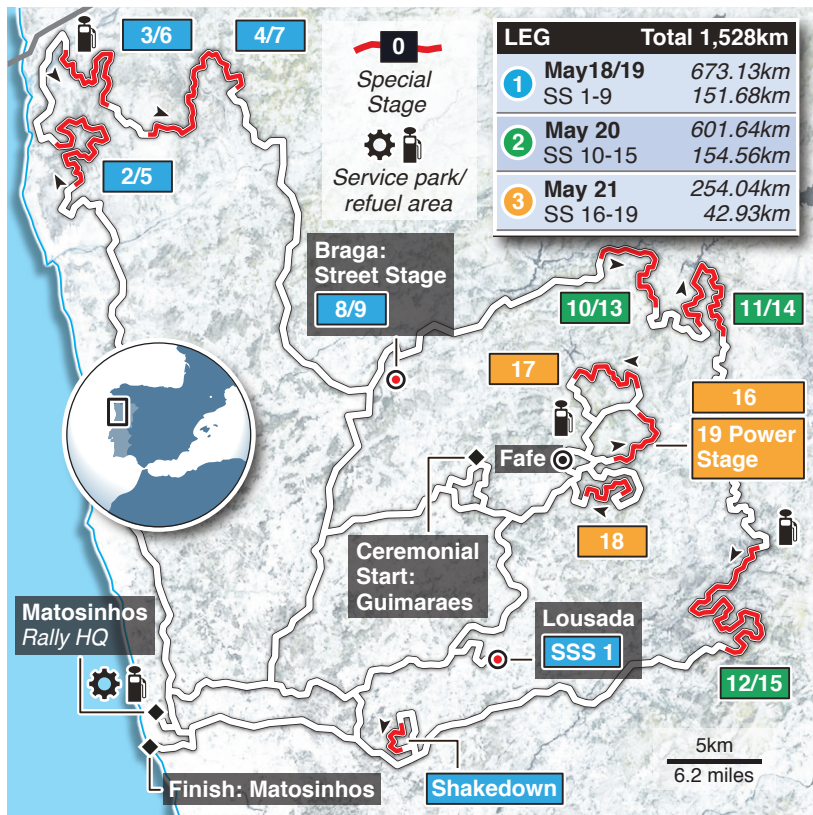 3/6
4/7
0
Special
Stage
Service park/
refuel area
LEG Total 1,528km
1 May18/19 673.13km
SS 1-9 151.68km
2 May 20 601.64km
SS 10-15 154.56km
3 May 21 254.04km
SS 16-19 42.93km
2/5
Braga:
Street Stage
8/9
10/13
11/14
17
16
19 Power
Stage
Fafe
18
Ceremonial
Start:
Guimaraes
Matosinhos
Rally HQ
Lousada
SSS 1
12/15
5km
6.2 miles
Finish: Matosinhos
Shakedown